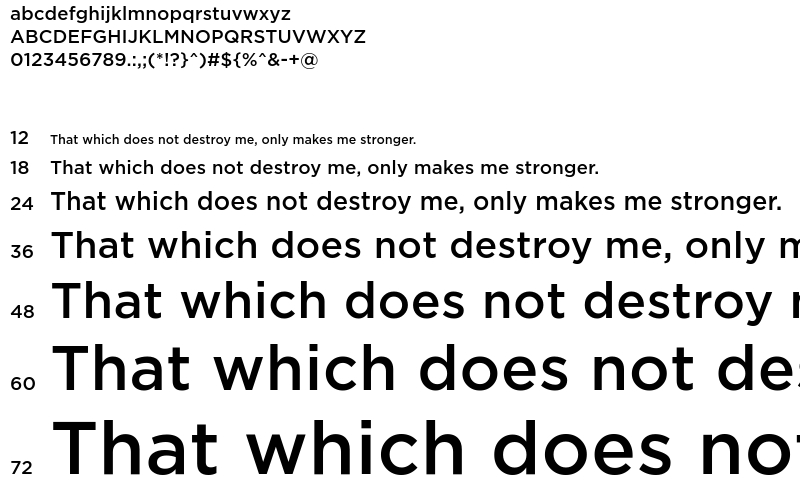 abcdefghijklmnopqrstuvwxyz
ABCDEFGHIJKLMNOPQRSTUVWXYZ
0123456789.:,;(*!?}^)#${%^&-+@
12 That which does not destroy me, only makes me stronger.
18 That which does not destroy me, only makes me stronger.
24 That which does not destroy me, only makes me stronger.
36 That which does not destroy me, only
48 That which does not destroy
60 That which does not
72 That which does